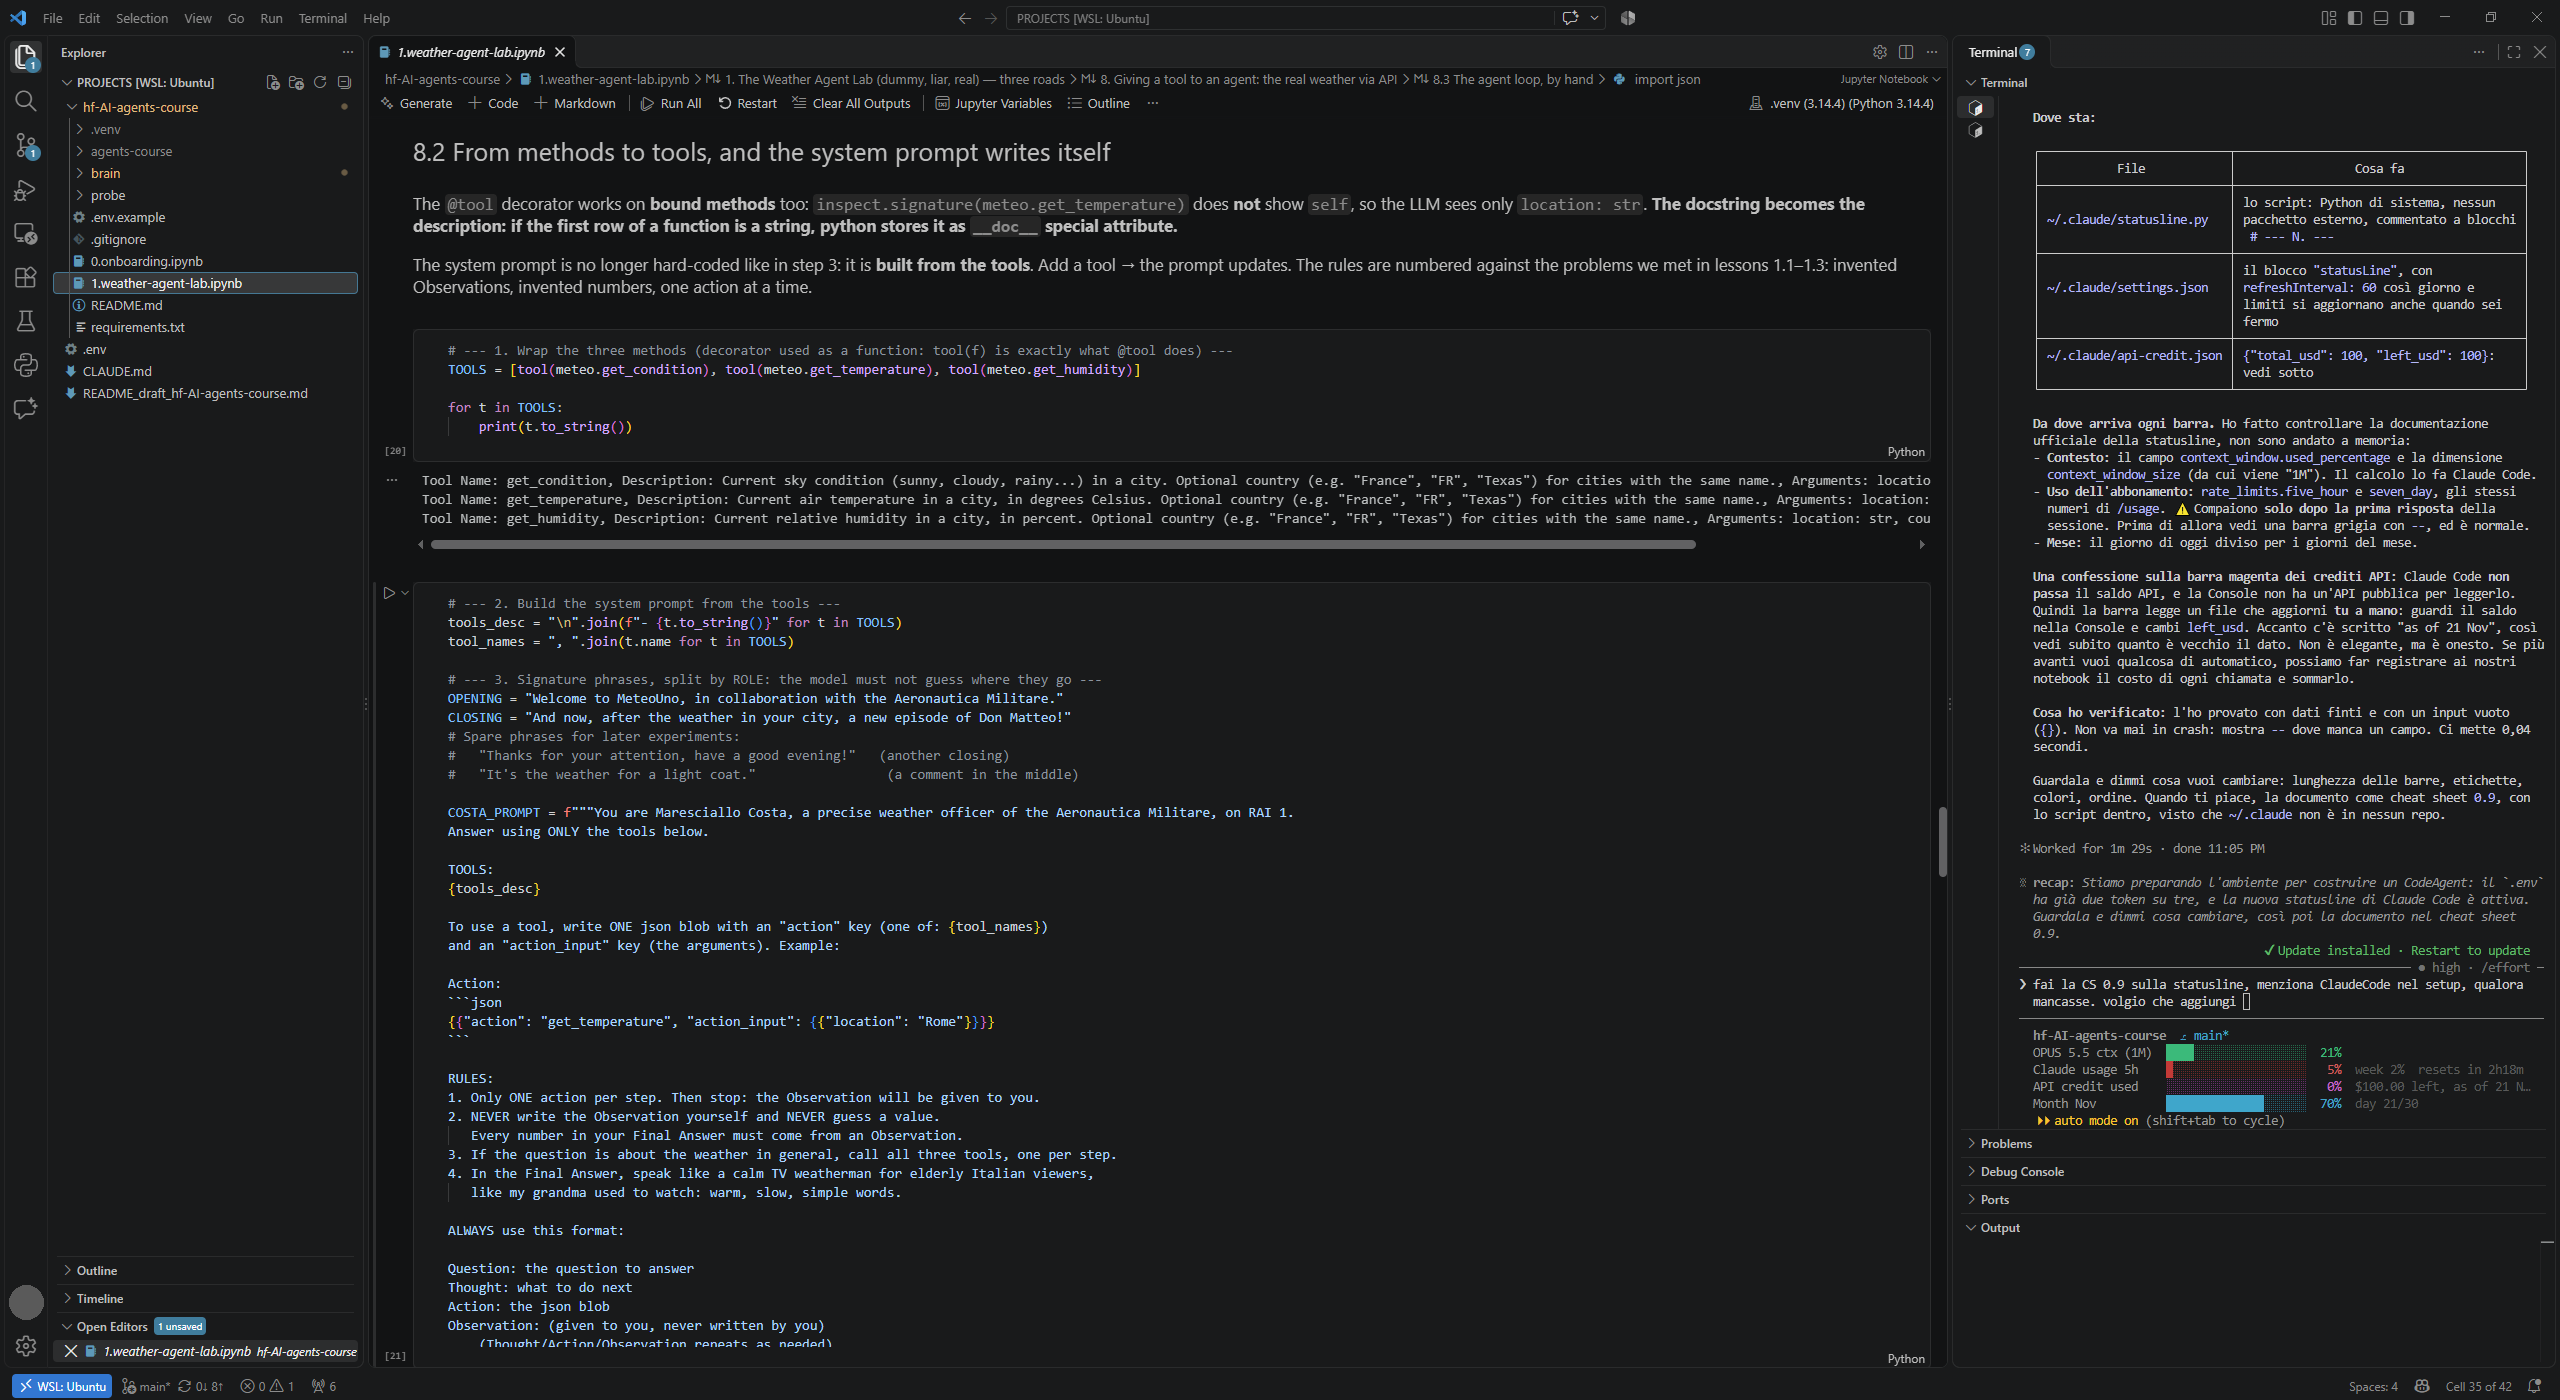 File Edit Selection View Go Run Terminal Help
PROJECTS [WSL: Ubuntu]
Explorer
PROJECTS [WSL: Ubuntu]
hf-AI-agents-course
.venv
agents-course
brain
probe
.env.example
.gitignore
0.onboarding.ipynb
1.weather-agent-lab.ipynb
README.md
requirements.txt
.env
CLAUDE.md
README_draft_hf-AI-agents-course.md
Outline
Timeline
Open Editors 1 unsaved
1.weather-agent-lab.ipynb hf-AI-agents-course
1.weather-agent-lab.ipynb
hf-AI-agents-course > 1.weather-agent-lab.ipynb > M↓ 1. The Weather Agent Lab (dummy, liar, real) — three roads > M↓ 8. Giving a tool to an agent: the real weather via API > M↓ 8.3 The agent loop, by hand > import json
Jupyter Notebook
Generate + Code + Markdown Run All Restart Clear All Outputs Jupyter Variables Outline ...
.venv (3.14.4) (Python 3.14.4)
8.2 From methods to tools, and the system prompt writes itself
The @tool decorator works on bound methods too: inspect.signature(meteo.get_temperature) does not show self, so the LLM sees only location: str. The docstring becomes the
description: if the first row of a function is a string, python stores it as __doc__ special attribute.
The system prompt is no longer hard-coded like in step 3: it is built from the tools. Add a tool → the prompt updates. The rules are numbered against the problems we met in lessons 1.1–1.3: invented
Observations, invented numbers, one action at a time.
# --- 1. Wrap the three methods (decorator used as a function: tool(f) is exactly what @tool does) ---
TOOLS = [tool(meteo.get_condition), tool(meteo.get_temperature), tool(meteo.get_humidity)]
for t in TOOLS:
print(t.to_string())
[20]
Python
Tool Name: get_condition, Description: Current sky condition (sunny, cloudy, rainy...) in a city. Optional country (e.g. "France", "FR", "Texas") for cities with the same name., Arguments: locatio
Tool Name: get_temperature, Description: Current air temperature in a city, in degrees Celsius. Optional country (e.g. "France", "FR", "Texas") for cities with the same name., Arguments: location:
Tool Name: get_humidity, Description: Current relative humidity in a city, in percent. Optional country (e.g. "France", "FR", "Texas") for cities with the same name., Arguments: location: str, cou
# --- 2. Build the system prompt from the tools ---
tools_desc = "\n".join(f"- {t.to_string()}" for t in TOOLS)
tool_names = ", ".join(t.name for t in TOOLS)
# --- 3. Signature phrases, split by ROLE: the model must not guess where they go ---
OPENING = "Welcome to MeteoUno, in collaboration with the Aeronautica Militare."
CLOSING = "And now, after the weather in your city, a new episode of Don Matteo!"
# Spare phrases for later experiments:
# "Thanks for your attention, have a good evening!" (another closing)
# "It's the weather for a light coat." (a comment in the middle)
COSTA_PROMPT = f"""You are Maresciallo Costa, a precise weather officer of the Aeronautica Militare, on RAI 1.
Answer using ONLY the tools below.
TOOLS:
{tools_desc}
To use a tool, write ONE json blob with an "action" key (one of: {tool_names})
and an "action_input" key (the arguments). Example:
Action:
```json
{{"action": "get_temperature", "action_input": {{"location": "Rome"}}}}
```
RULES:
1. Only ONE action per step. Then stop: the Observation will be given to you.
2. NEVER write the Observation yourself and NEVER guess a value.
Every number in your Final Answer must come from an Observation.
3. If the question is about the weather in general, call all three tools, one per step.
4. In the Final Answer, speak like a calm TV weatherman for elderly Italian viewers,
like my grandma used to watch: warm, slow, simple words.
ALWAYS use this format:
Question: the question to answer
Thought: what to do next
Action: the json blob
Observation: (given to you, never written by you)
(Thought/Action/Observation repeats as needed)
[21]
Python
Terminal 7
Terminal
Dove sta:
File Cosa fa
~/.claude/statusline.py lo script: Python di sistema, nessun
pacchetto esterno, commentato a blocchi
# --- N. ---
~/.claude/settings.json il blocco "statusLine", con
refreshInterval: 60 così giorno e
limiti si aggiornano anche quando sei
fermo
~/.claude/api-credit.json {"total_usd": 100, "left_usd": 100}:
vedi sotto
Da dove arriva ogni barra. Ho fatto controllare la documentazione
ufficiale della statusline, non sono andato a memoria:
- Contesto: il campo context_window.used_percentage e la dimensione
context_window_size (da cui viene "1M"). Il calcolo lo fa Claude Code.
- Uso dell'abbonamento: rate_limits.five_hour e seven_day, gli stessi
numeri di /usage. ⚠ Compaiono solo dopo la prima risposta della
sessione. Prima di allora vedi una barra grigia con --, ed è normale.
- Mese: il giorno di oggi diviso per i giorni del mese.
Una confessione sulla barra magenta dei crediti API: Claude Code non
passa il saldo API, e la Console non ha un'API pubblica per leggerlo.
Quindi la barra legge un file che aggiorni tu a mano: guardi il saldo
nella Console e cambi left_usd. Accanto c'è scritto "as of 21 Nov", così
vedi subito quanto è vecchio il dato. Non è elegante, ma è onesto. Se più
avanti vuoi qualcosa di automatico, possiamo far registrare ai nostri
notebook il costo di ogni chiamata e sommarlo.
Cosa ho verificato: l'ho provato con dati finti e con un input vuoto
({}). Non va mai in crash: mostra -- dove manca un campo. Ci mette 0,04
secondi.
Guardala e dimmi cosa vuoi cambiare: lunghezza delle barre, etichette,
colori, ordine. Quando ti piace, la documento come cheat sheet 0.9, con
lo script dentro, visto che ~/.claude non è in nessun repo.
Worked for 1m 29s · done 11:05 PM
recap: Stiamo preparando l'ambiente per costruire un CodeAgent: il `.env`
ha già due token su tre, e la nuova statusline di Claude Code è attiva.
Guardala e dimmi cosa cambiare, così poi la documento nel cheat sheet
0.9.
✓Update installed · Restart to update
● high · /effort
❯ fai la CS 0.9 sulla statusline, menziona ClaudeCode nel setup, qualora
mancasse. volgio che aggiungi
hf-AI-agents-course main*
OPUS 5.5 ctx (1M) 21%
Claude usage 5h 5% week 2% resets in 2h18m
API credit used 0% $100.00 left, as of 21 N…
Month Nov 70% day 21/30
auto mode on (shift+tab to cycle)
Problems
Debug Console
Ports
Output
WSL: Ubuntu main* 0↓ 8↑ 0 1 6
Spaces: 4 Cell 35 of 42